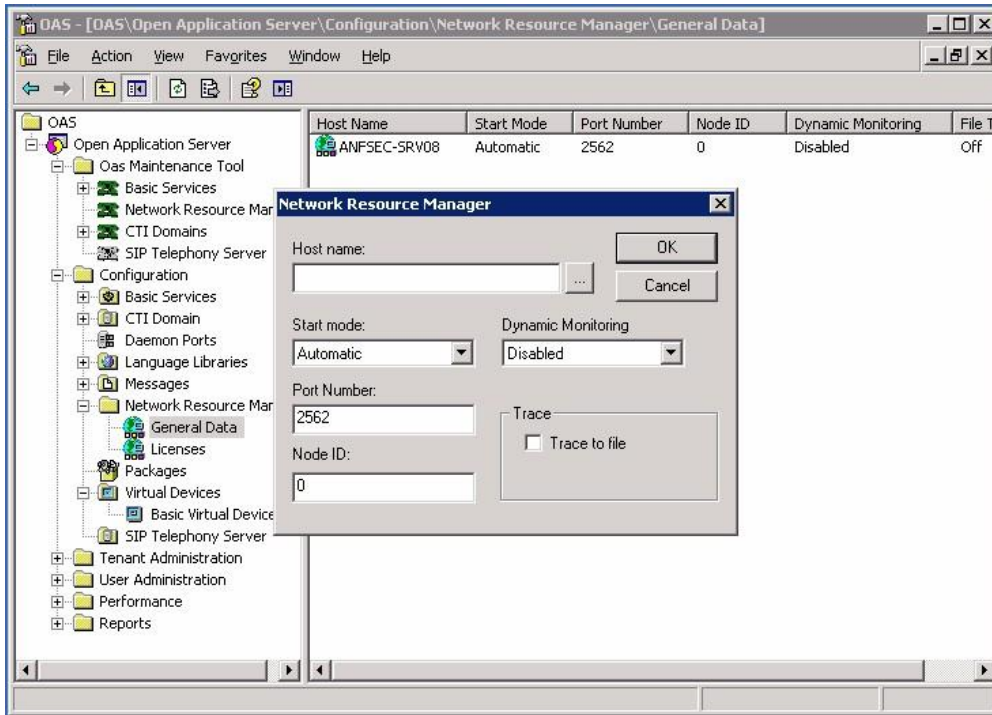 OAS - [OAS\Open Application Server\Configuration\Network Resource Manager\General Data]
File Action View Favorites Window Help
OAS
Open Application Server
Oas Maintenance Tool
Basic Services
Network Resource Mar
CTI Domains
SIP Telephony Server
Configuration
Basic Services
CTI Domain
Daemon Ports
Language Libraries
Messages
Network Resource Mar
General Data
Licenses
Packages
Virtual Devices
Basic Virtual Device
SIP Telephony Server
Tenant Administration
User Administration
Performance
Reports
Host Name Start Mode Port Number Node ID Dynamic Monitoring File T
ANFSEC-SRV08 Automatic 2562 0 Disabled Off
Network Resource Manager
Host name:
...
OK
Cancel
Start mode:
Automatic
Dynamic Monitoring
Disabled
Port Number:
2562
Node ID:
0
Trace
Trace to file